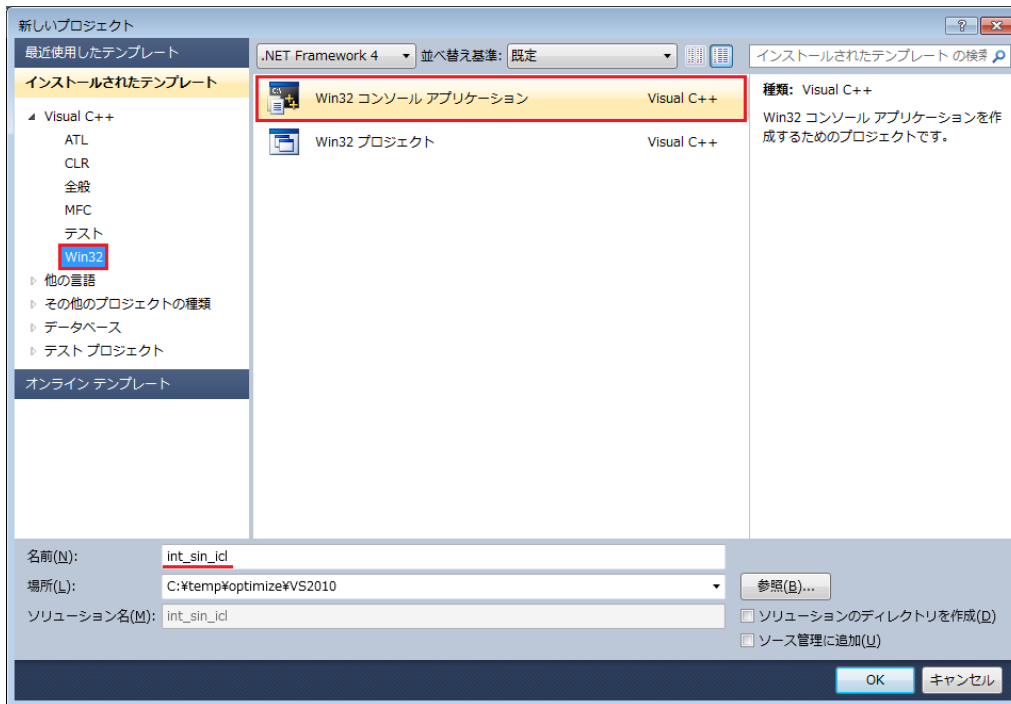 新しいプロジェクト
最近使用したテンプレート
.NET Framework 4 並べ替え基準: 既定
インストールされたテンプレート の検索
インストールされたテンプレート
Visual C++
ATL
CLR
全般
MFC
テスト
Win32
他の言語
その他のプロジェクトの種類
データベース
テスト プロジェクト
オンライン テンプレート
Win32 コンソール アプリケーション Visual C++
Win32 プロジェクト Visual C++
種類: Visual C++
Win32 コンソール アプリケーションを作
成するためのプロジェクトです。
名前(N): int_sin_icl
場所(L): C:¥temp¥optimize¥VS2010 参照(B)...
ソリューション名(M): int_sin_icl ソリューションのディレクトリを作成(D)
ソース管理に追加(U)
OK キャンセル